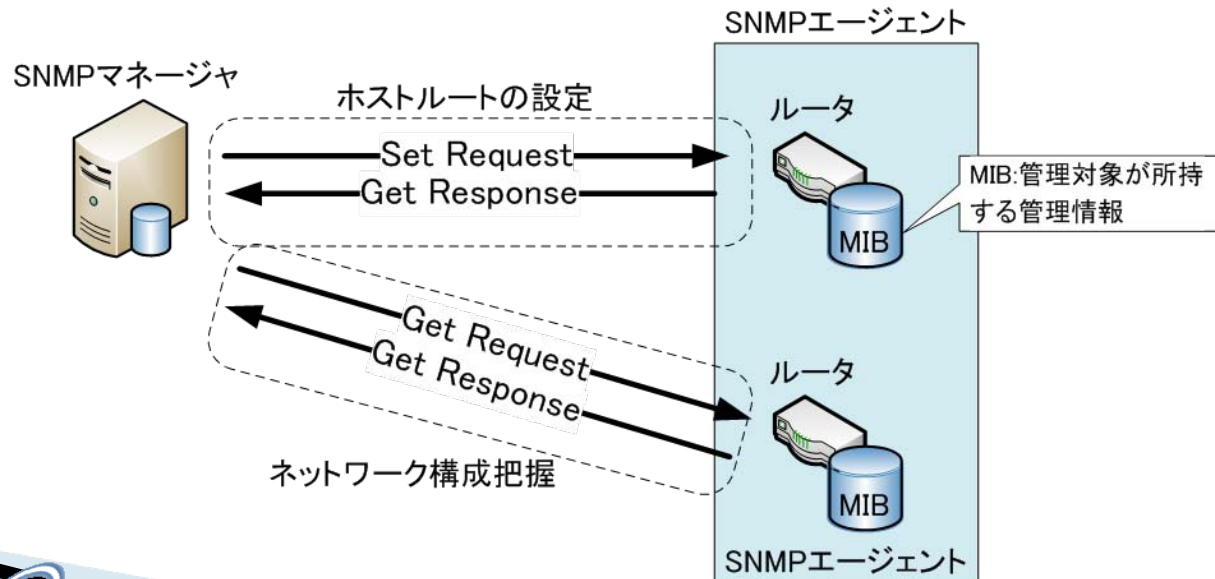 SNMPエージェント
SNMPマネージャ
ホストルートの設定
ルータ
Set Request
Get Response
MIB:管理対象が所持
する管理情報
MIB
Get Request
Get Response
ルータ
ネットワーク構成把握
MIB
SNMPエージェント